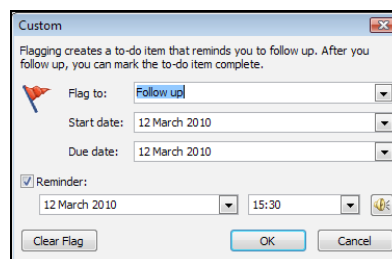 Custom
Flagging creates a to-do item that reminds you to follow up. After you
follow up, you can mark the to-do item complete.
Flag to: Follow up
Start date: 12 March 2010
Due date: 12 March 2010
Reminder:
12 March 2010 15:30
Clear Flag OK Cancel